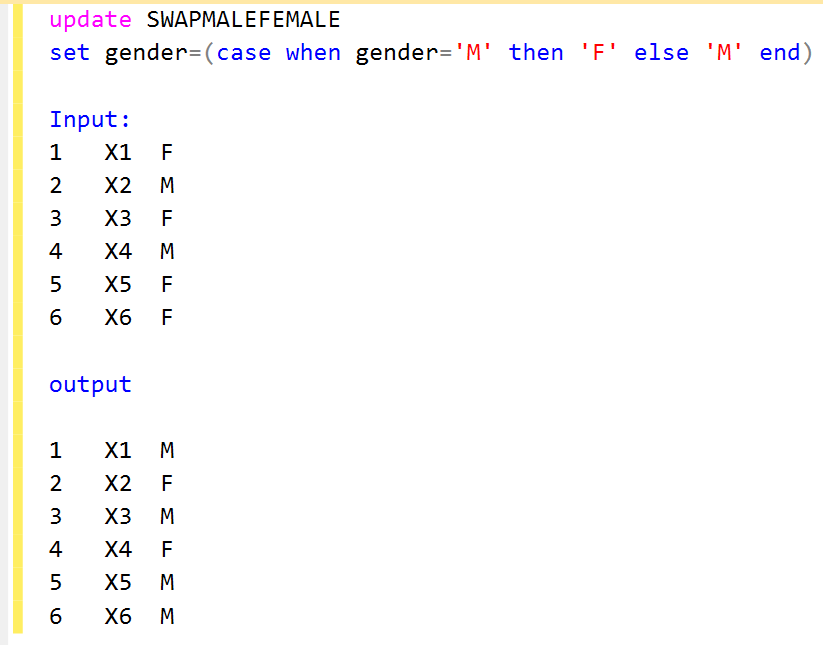 update SWAPMALEFEMALE
set gender=(case when gender='M' then 'F' else 'M' end)
Input:
1 X1 F
2 X2 M
3 X3 F
4 X4 M
5 X5 F
6 X6 F
output
1 X1 M
2 X2 F
3 X3 M
4 X4 F
5 X5 M
6 X6 M